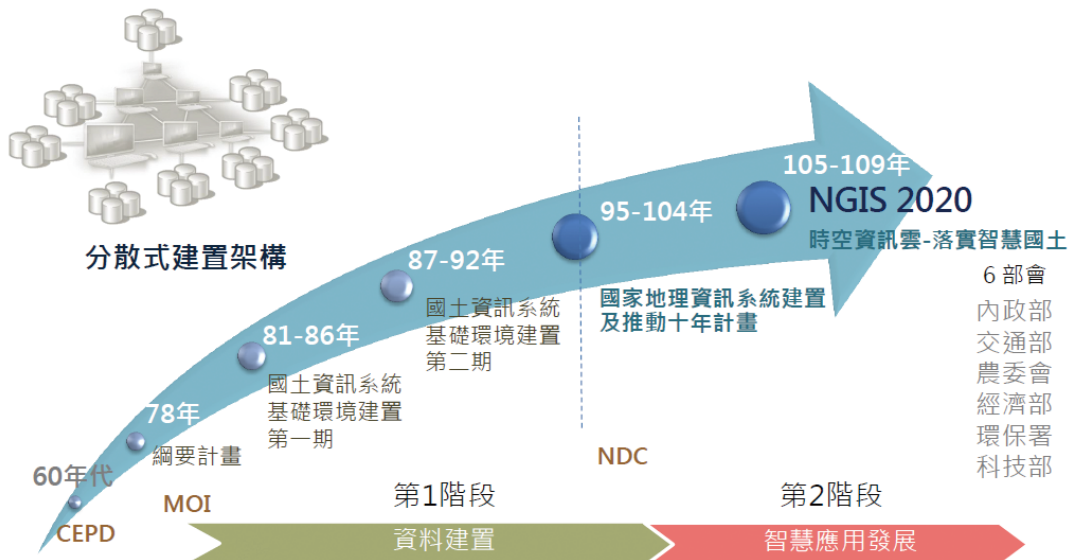 分散式建置架構
60年代
CEPD
78年
綱要計畫
MOI
81-86年
國土資訊系統
基礎環境建置
第一期
87-92年
國土資訊系統
基礎環境建置
第二期
95-104年
國家地理資訊系統建置
及推動十年計畫
NDC
105-109年
NGIS 2020
時空資訊雲-落實智慧國土
6 部會
內政部
交通部
農委會
經濟部
環保署
科技部
第1階段
資料建置
第2階段
智慧應用發展